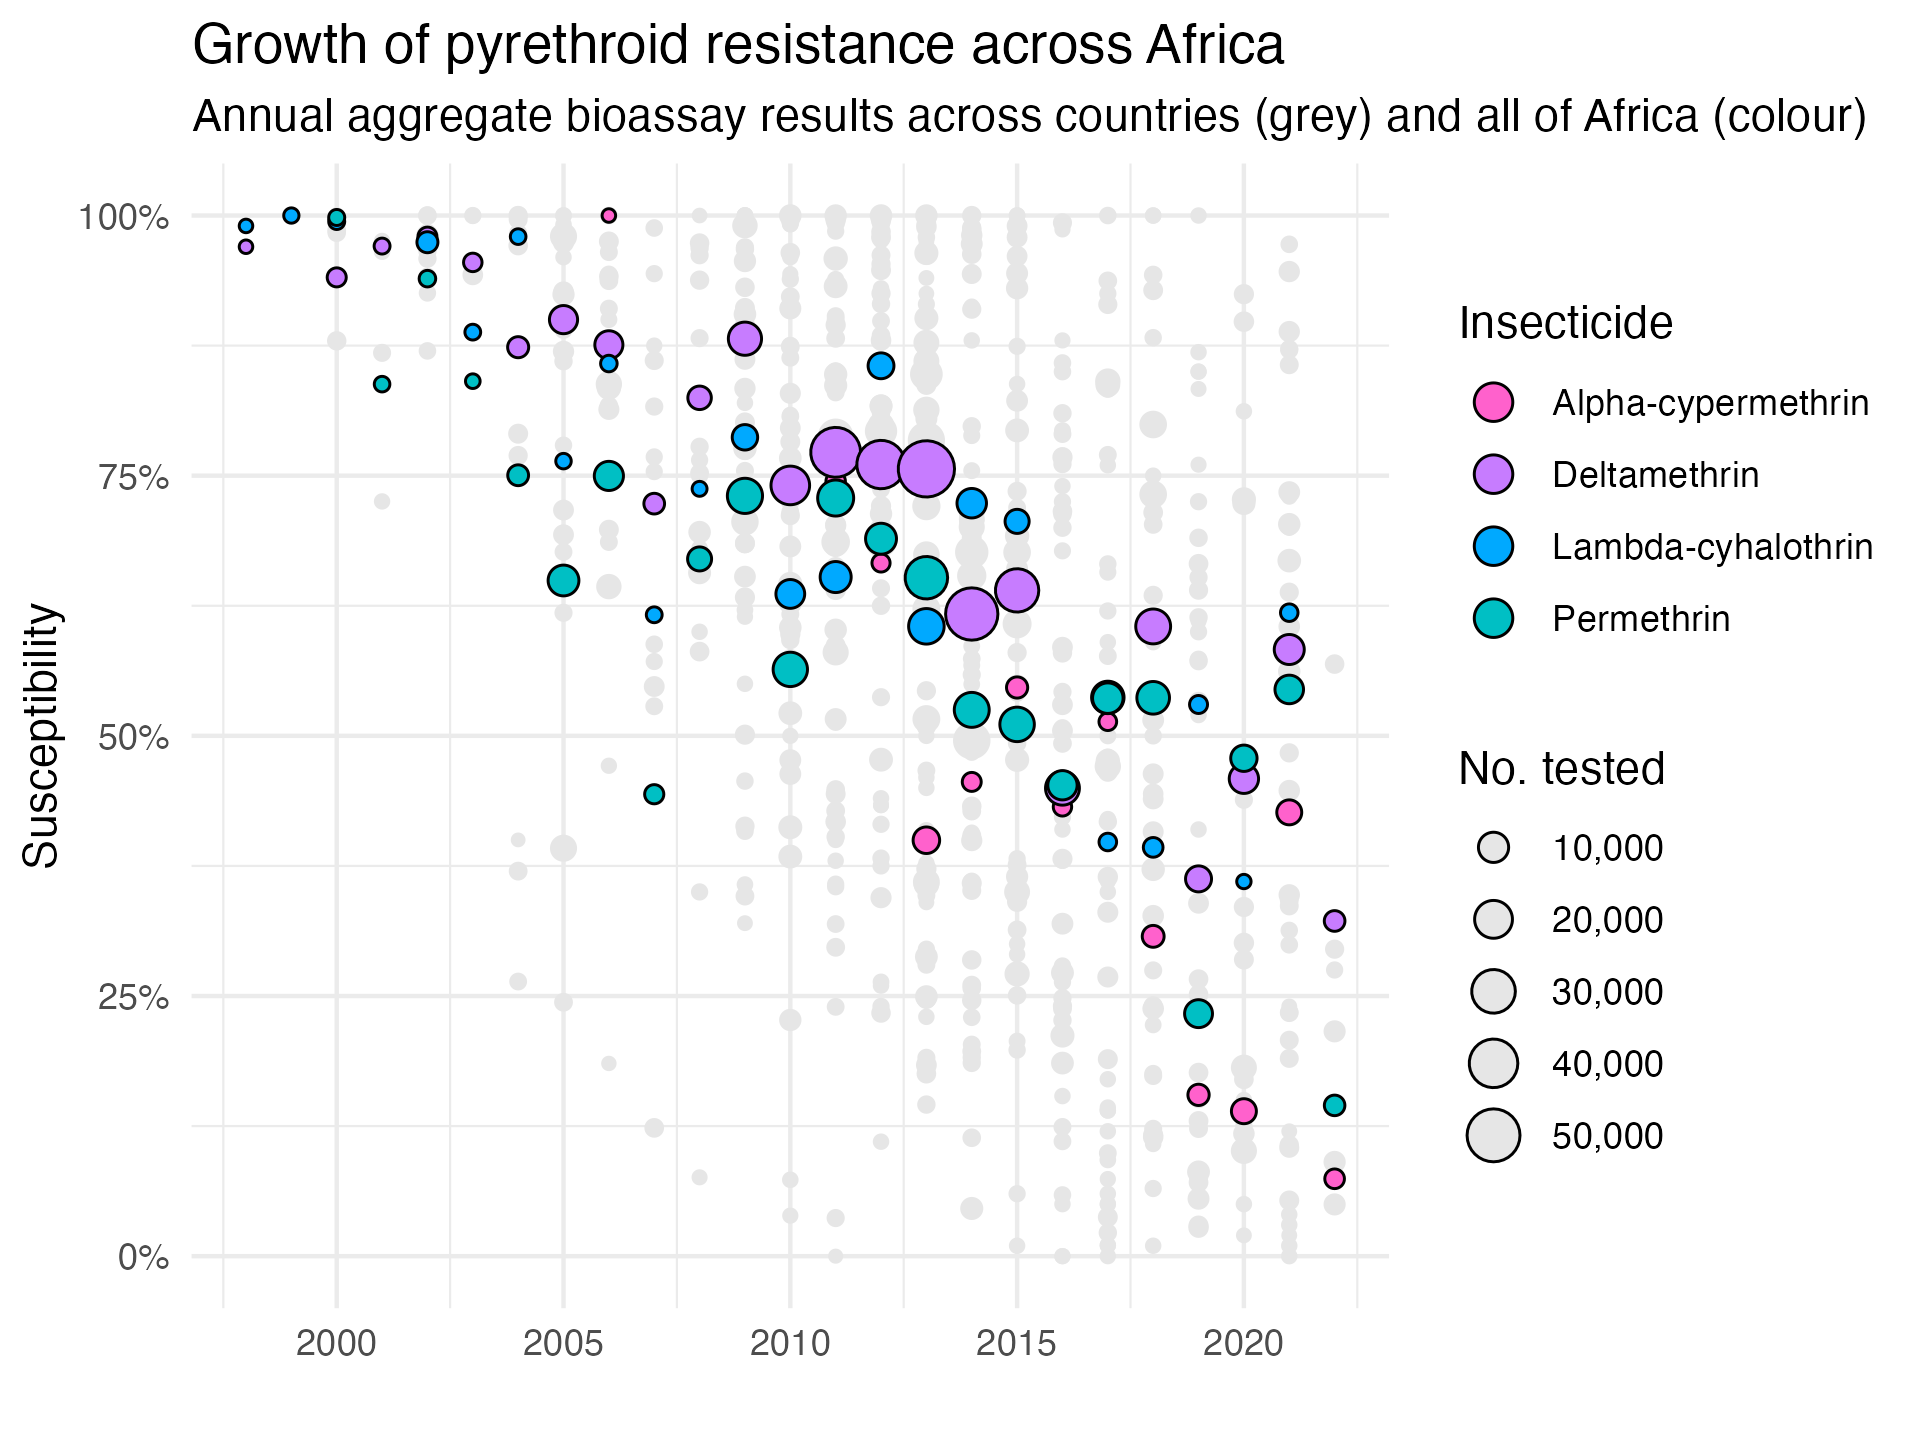 Growth of pyrethroid resistance across Africa
Annual aggregate bioassay results across countries (grey) and all of Africa (colour)
Susceptibility
100%
75%
50%
25%
0%
2000
2005
2010
2015
2020
Insecticide
Alpha-cypermethrin
Deltamethrin
Lambda-cyhalothrin
Permethrin
No. tested
10,000
20,000
30,000
40,000
50,000